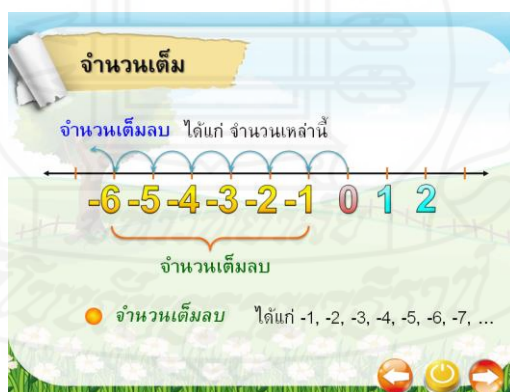 จำนวนเต็ม
จำนวนเต็มลบ ได้แก่ จำนวนเหล่านี้
-6 -5 -4 -3 -2 -1 0 1 2
จำนวนเต็มลบ
จำนวนเต็มลบ ได้แก่ -1, -2, -3, -4, -5, -6, -7, ...